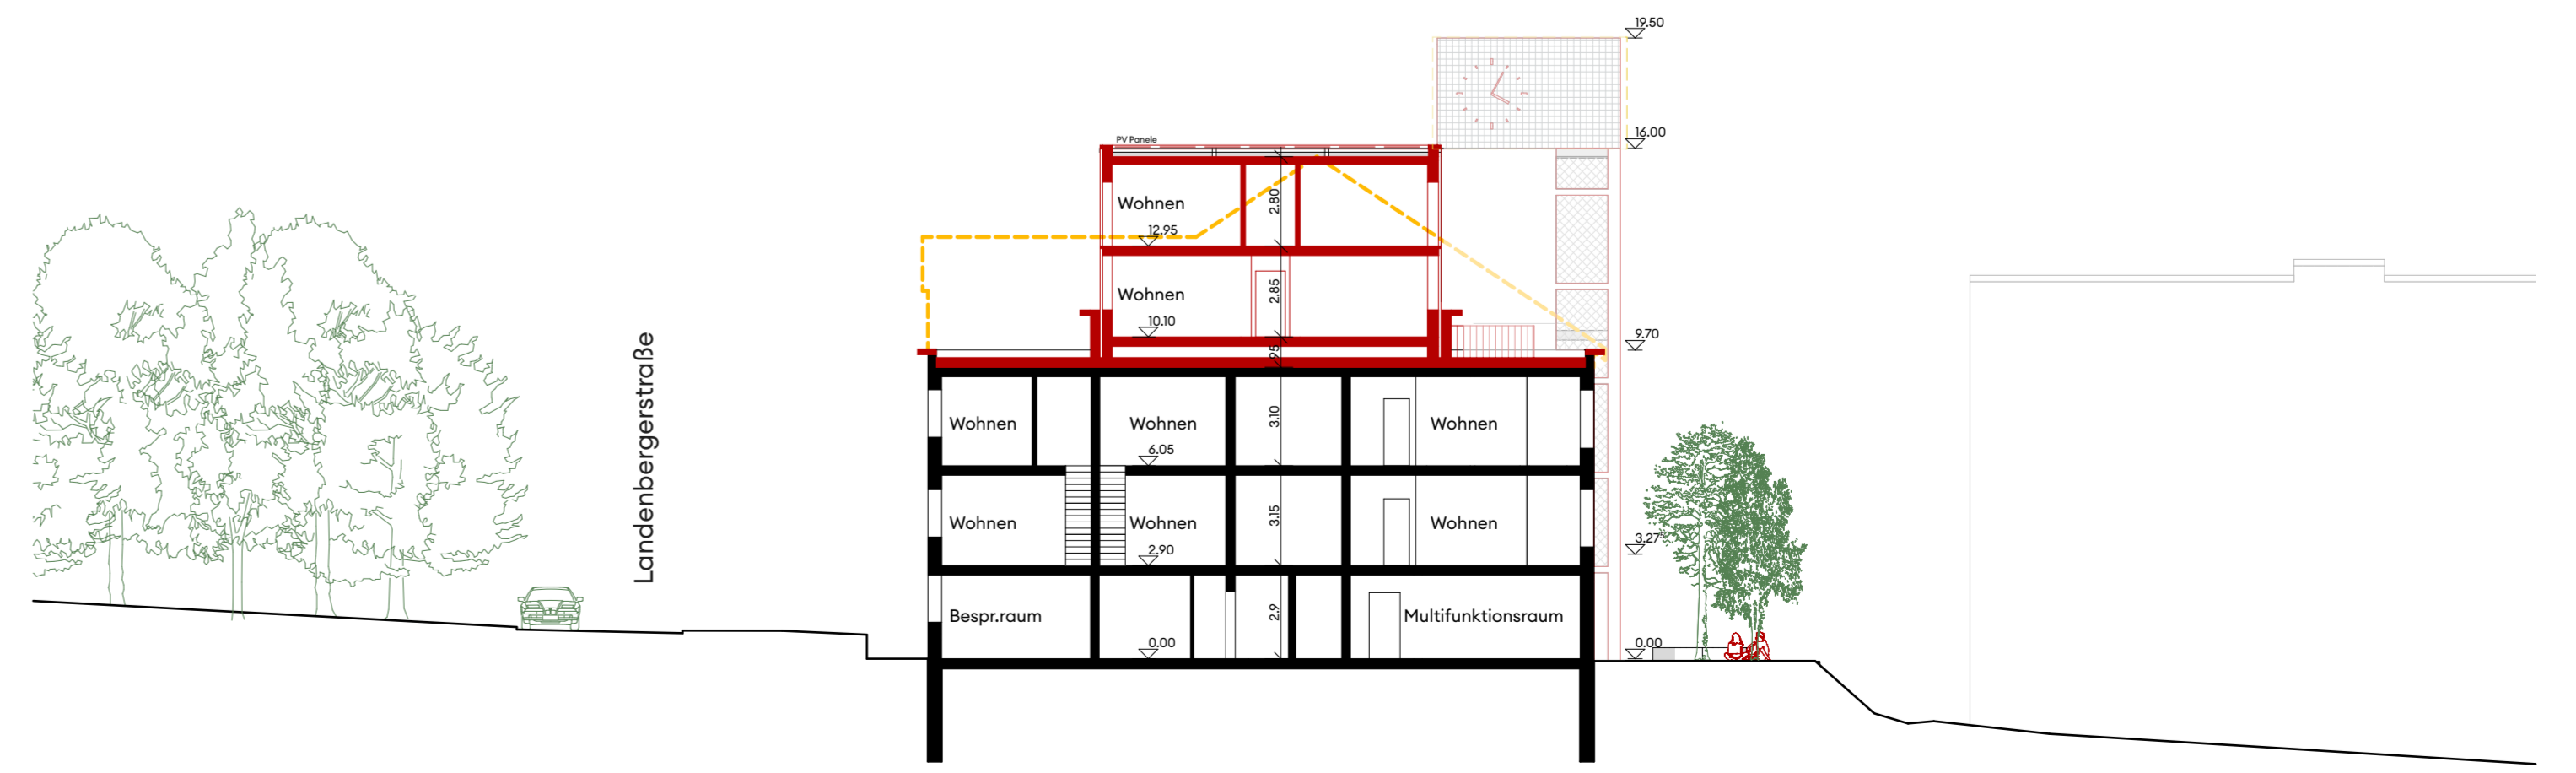 19.50
16.00
PV Panele
Wohnen
2.80
12.95
Wohnen
2.85
10.10
9.70
95
Landenbergerstraße
Wohnen
Wohnen
3.10
Wohnen
6.05
Wohnen
Wohnen
3.15
Wohnen
2.90
3.27⁵
Bespr.raum
2.9
Multifunktionsraum
0.00
0.00